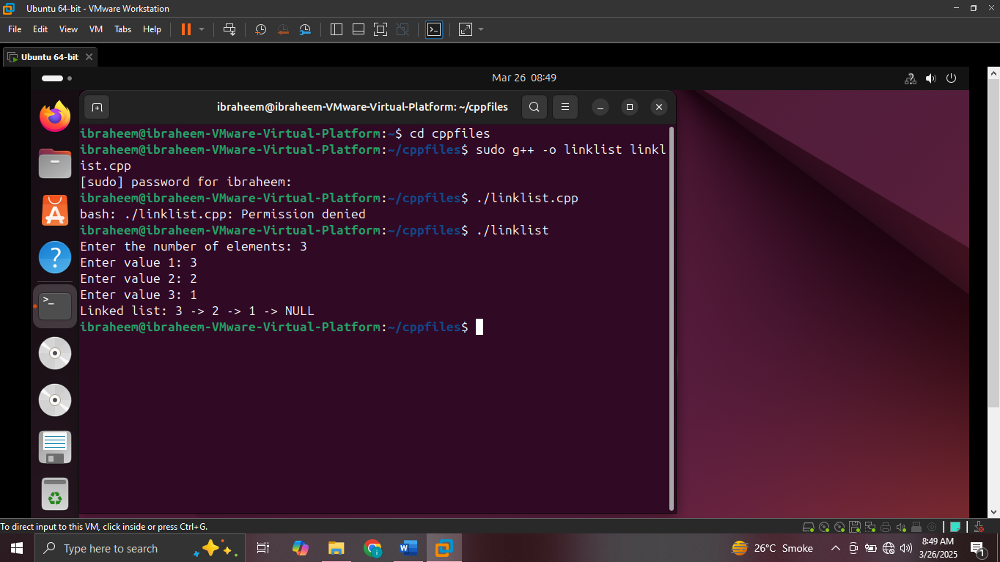 Ubuntu 64-bit - VMware Workstation
File Edit View VM Tabs Help
Ubuntu 64-bit
Mar 26 08:49
ibraheem@ibraheem-VMware-Virtual-Platform: ~/cppfiles
ibraheem@ibraheem-VMware-Virtual-Platform:~$ cd cppfiles
ibraheem@ibraheem-VMware-Virtual-Platform:~/cppfiles$ sudo g++ -o linklist linkl
ist.cpp
[sudo] password for ibraheem:
ibraheem@ibraheem-VMware-Virtual-Platform:~/cppfiles$ ./linklist.cpp
bash: ./linklist.cpp: Permission denied
ibraheem@ibraheem-VMware-Virtual-Platform:~/cppfiles$ ./linklist
Enter the number of elements: 3
Enter value 1: 3
Enter value 2: 2
Enter value 3: 1
Linked list: 3 -> 2 -> 1 -> NULL
ibraheem@ibraheem-VMware-Virtual-Platform:~/cppfiles$
To direct input to this VM, click inside or press Ctrl+G.
Type here to search
26°C Smoke
8:49 AM
3/26/2025
1